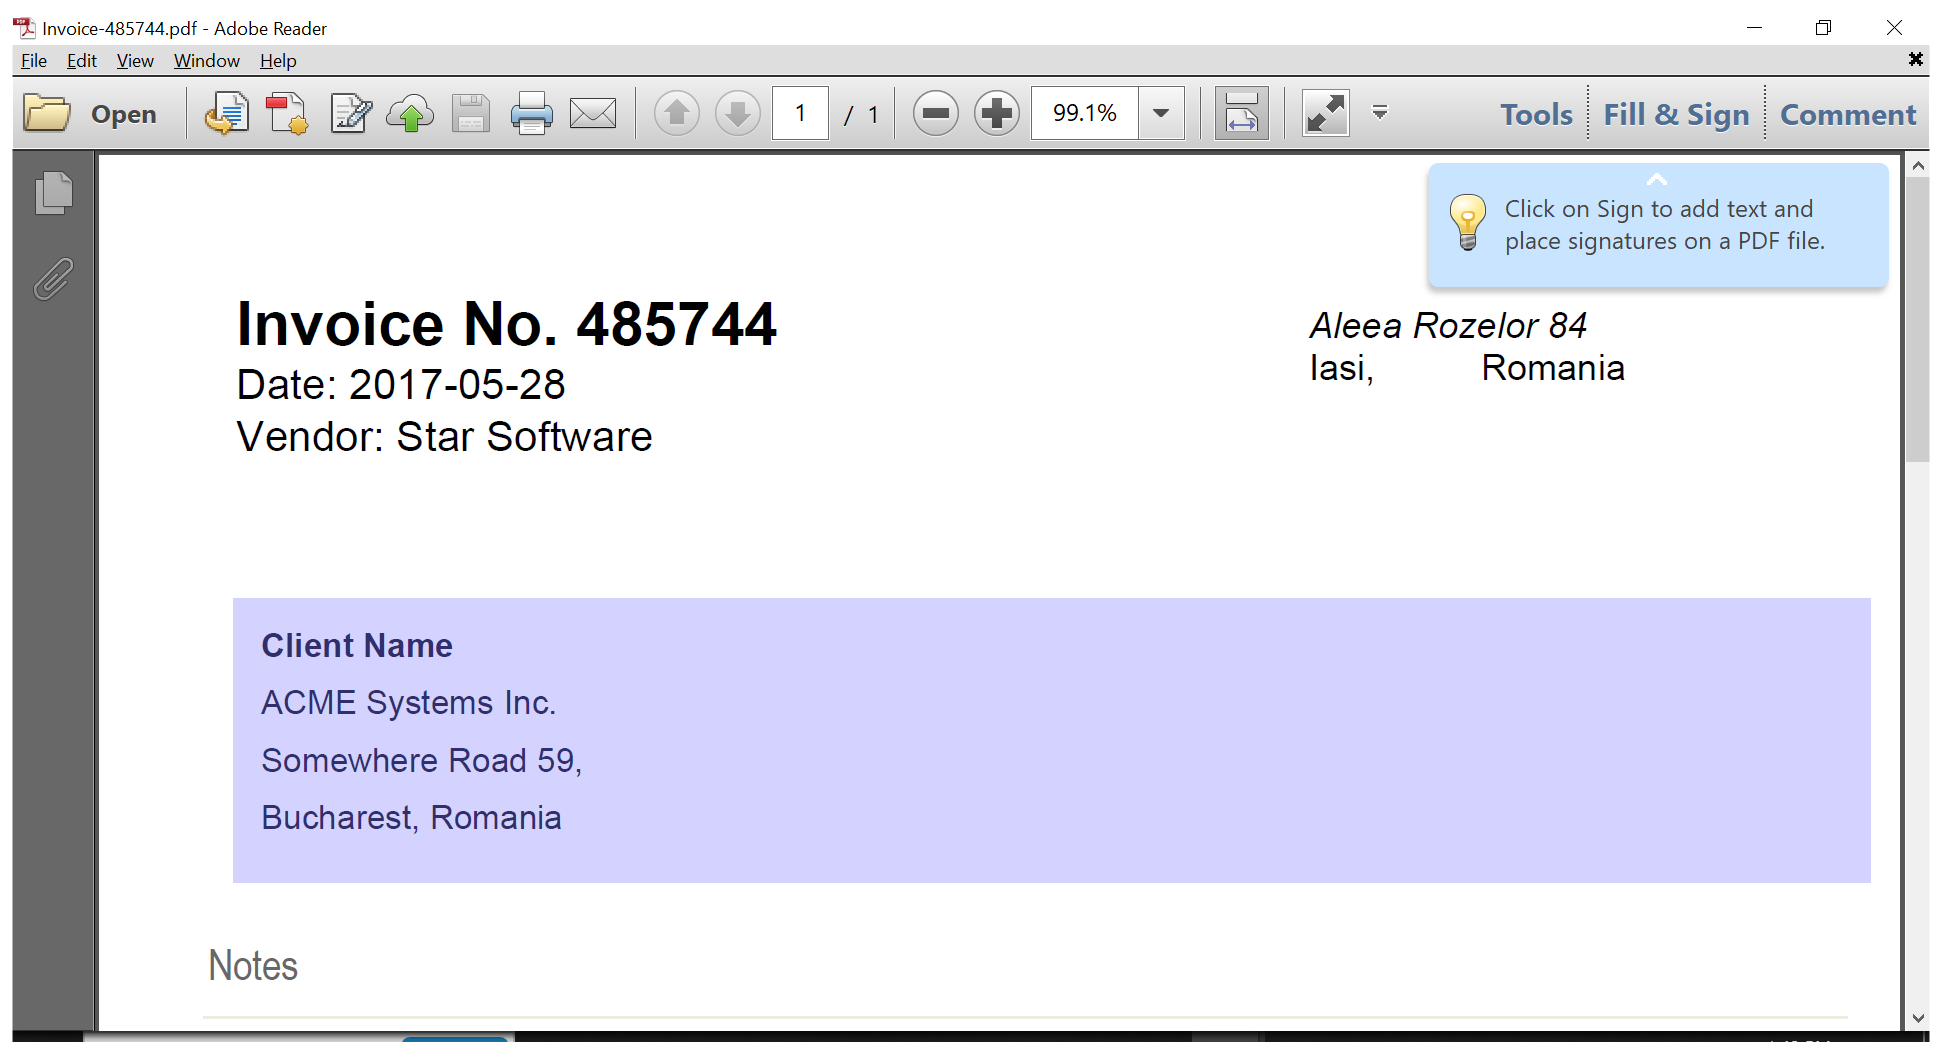 Invoice-485744.pdf - Adobe Reader
File Edit View Window Help
Open 1 / 1 99.1% Tools Fill & Sign Comment
Click on Sign to add text and
place signatures on a PDF file.
Invoice No. 485744
Date: 2017-05-28
Vendor: Star Software
Aleea Rozelor 84
Iasi, Romania
Client Name
ACME Systems Inc.
Somewhere Road 59,
Bucharest, Romania
Notes